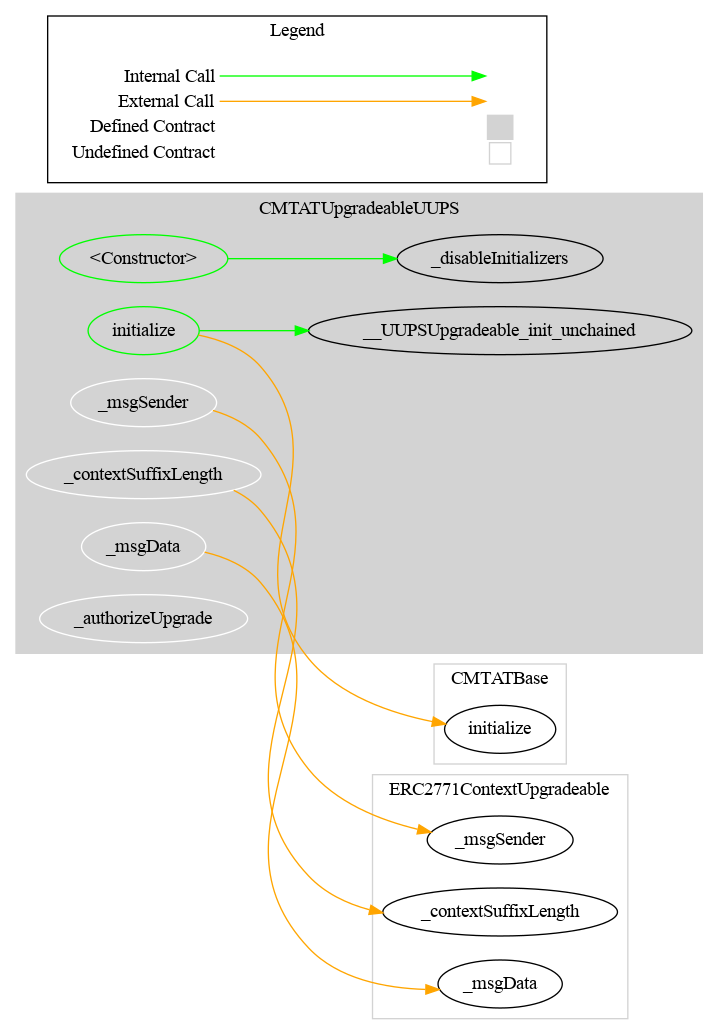 Legend
Internal Call
External Call
Defined Contract
Undefined Contract
CMTATUpgradeableUUPS
<Constructor>
_disableInitializers
initialize
__UUPSUpgradeable_init_unchained
_msgSender
_contextSuffixLength
_msgData
_authorizeUpgrade
CMTATBase
initialize
ERC2771ContextUpgradeable
_msgSender
_contextSuffixLength
_msgData